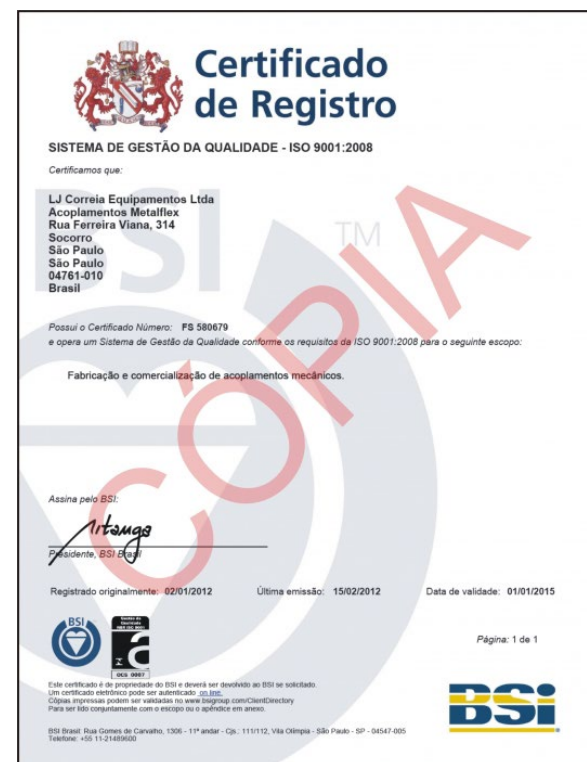 Certificado
de Registro
SISTEMA DE GESTÃO DA QUALIDADE - ISO 9001:2008
Certificamos que:
LJ Correia Equipamentos Ltda
Acoplamentos Metalflex
Rua Ferreira Viana, 314
Socorro
São Paulo
São Paulo
04761-010
Brasil
BSI
TM
CÓPIA
Possui o Certificado Número: FS 580679
e opera um Sistema de Gestão da Qualidade conforme os requisitos da ISO 9001:2008 para o seguinte escopo:
Fabricação e comercialização de acoplamentos mecânicos.
Assina pelo BSI:
Presidente, BSI Brasil
Registrado originalmente: 02/01/2012 Última emissão: 15/02/2012 Data de validade: 01/01/2015
Página: 1 de 1
BSI
OCS 0007
Este certificado é de propriedade do BSI e deverá ser devolvido ao BSI se solicitado.
Um certificado eletrônico pode ser autenticado on line.
Cópias impressas podem ser validadas no www.bsigroup.com/ClientDirectory
Para ser lido conjuntamente com o escopo ou o apêndice em anexo.
BSI Brasil: Rua Gomes de Carvalho, 1306 - 11º andar - Cjs.: 111/112, Vila Olímpia - São Paulo - SP - 04547-005
Telefone: +55 11-21489600
BSi